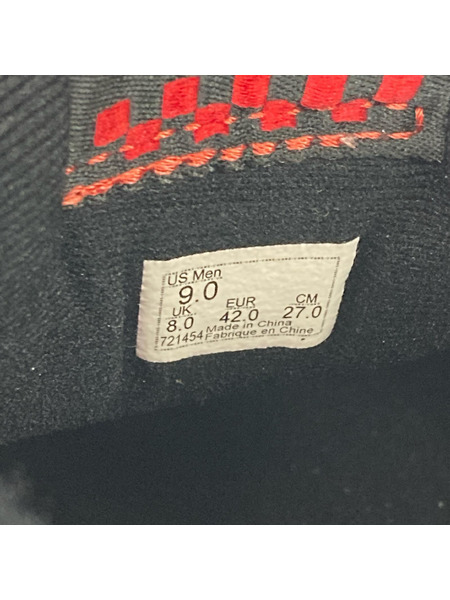 US Men
9.0
UK EUR CM
8.0 42.0 27.0
Made in China
721454 Fabrique en Chine